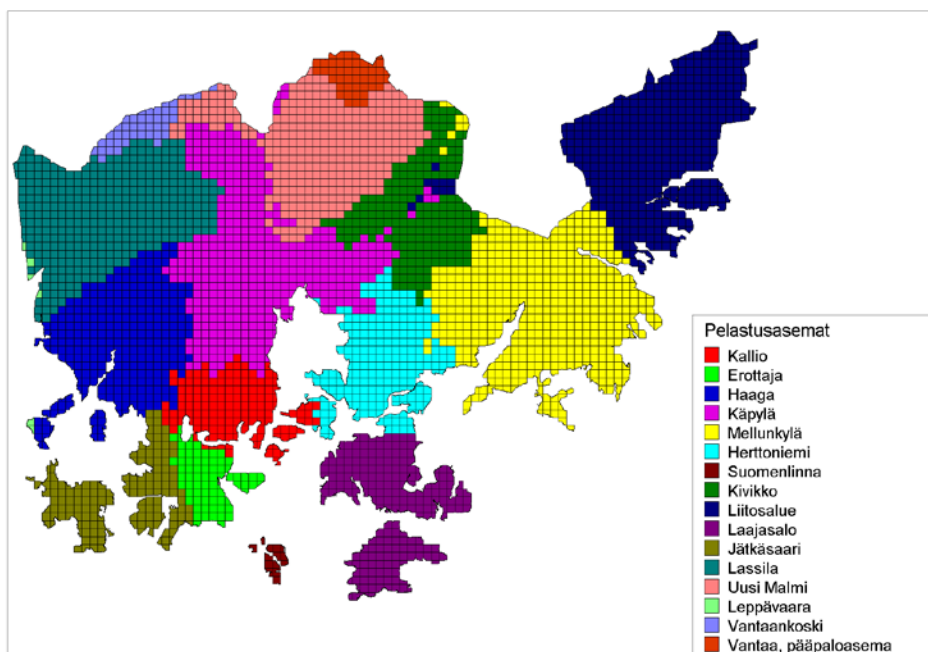 Pelastusasemat
Kallio
Erottaja
Haaga
Käpylä
Mellunkylä
Herttoniemi
Suomenlinna
Kivikko
Liitosalue
Laajasalo
Jätkäsaari
Lassila
Uusi Malmi
Leppävaara
Vantaankoski
Vantaa, pääpaloasema